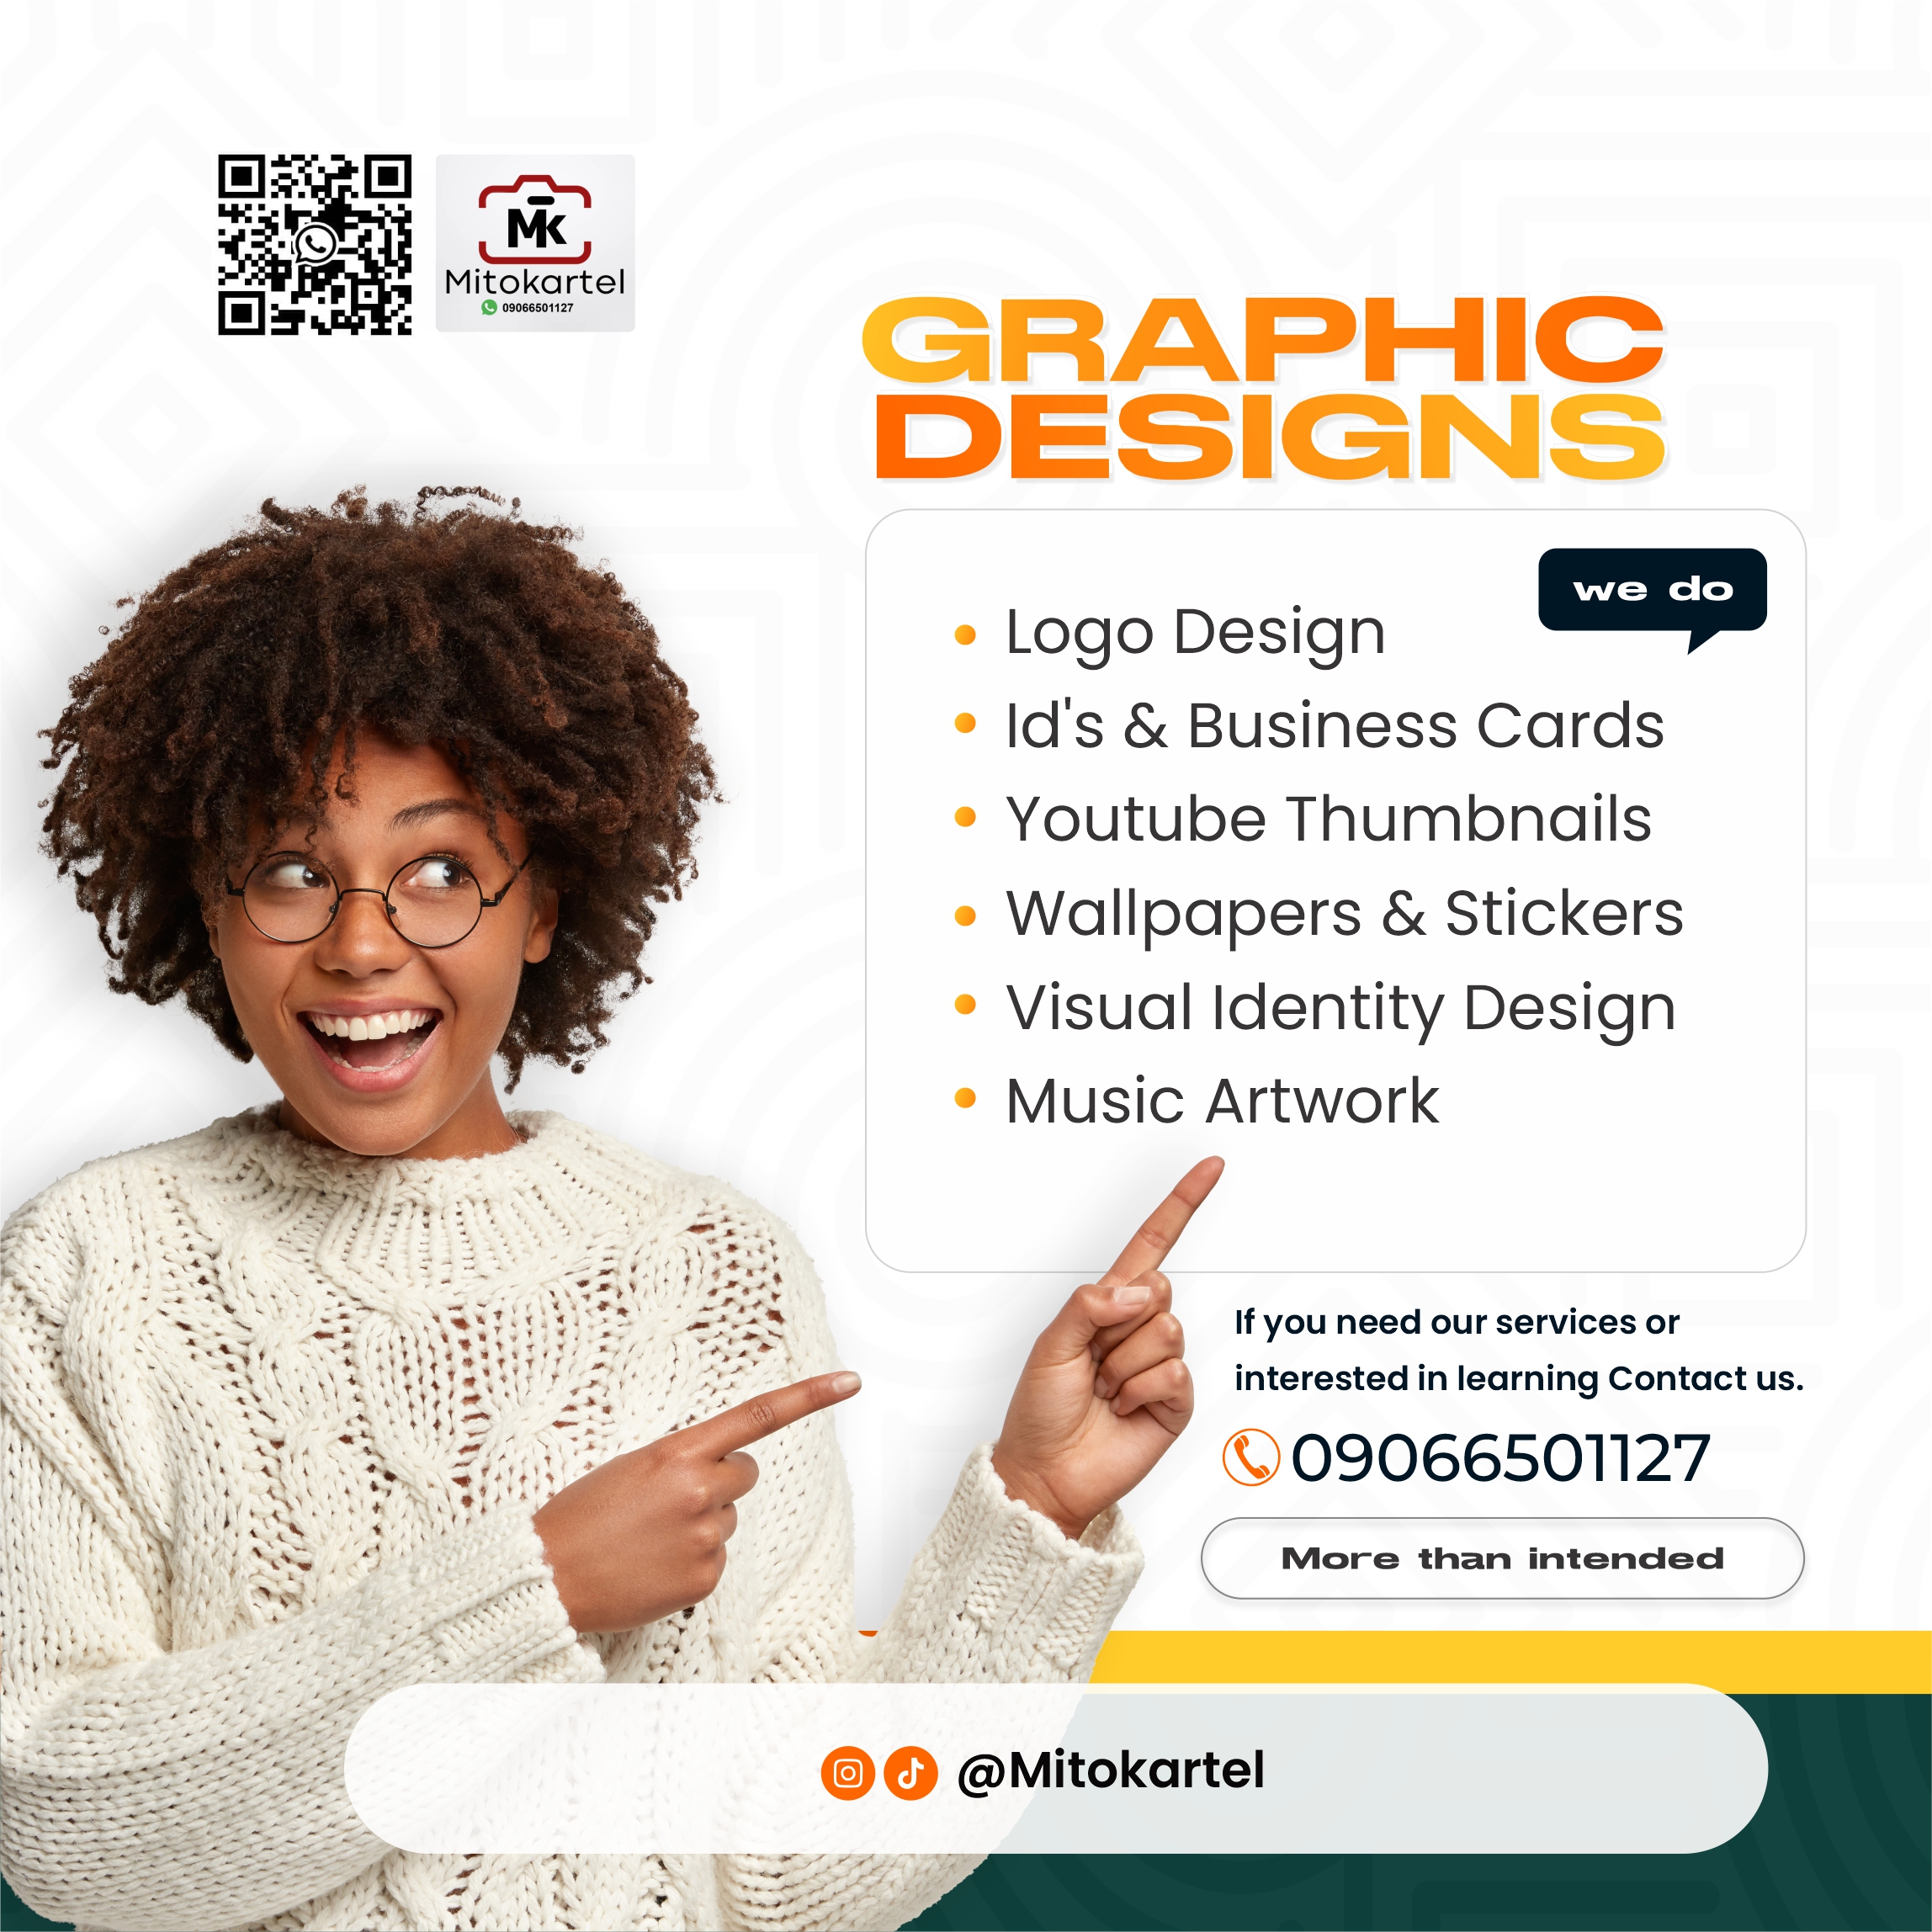 Mk
Mitokartel
09066501127
GRAPHIC
DESIGNS
we do
Logo Design
Id's & Business Cards
Youtube Thumbnails
Wallpapers & Stickers
Visual Identity Design
Music Artwork
If you need our services or
interested in learning Contact us.
09066501127
More than intended
@Mitokartel